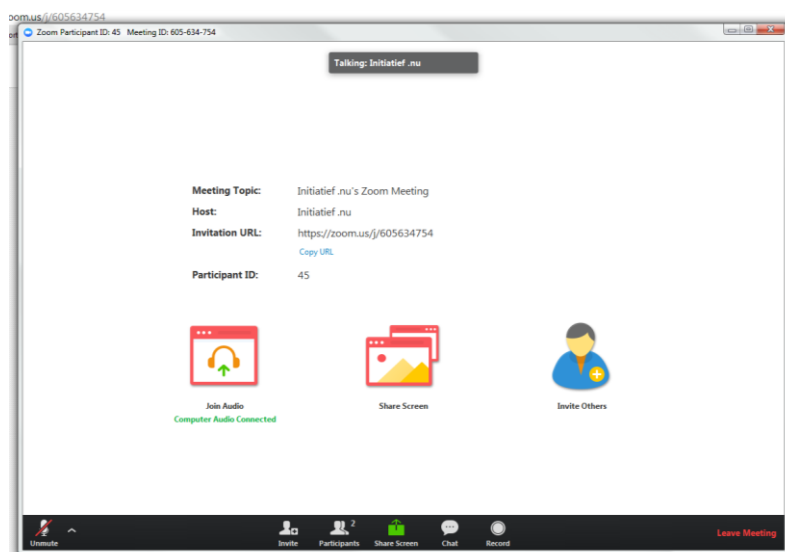 oom.us/j/605634754
Zoom Participant ID: 45 Meeting ID: 605-634-754
Talking: Initiatief .nu
Meeting Topic: Initiatief .nu's Zoom Meeting
Host: Initiatief .nu
Invitation URL: https://zoom.us/j/605634754
Copy URL
Participant ID: 45
Join Audio Share Screen Invite Others
Computer Audio Connected
2
Unmute Invite Participants Share Screen Chat Record Leave Meeting